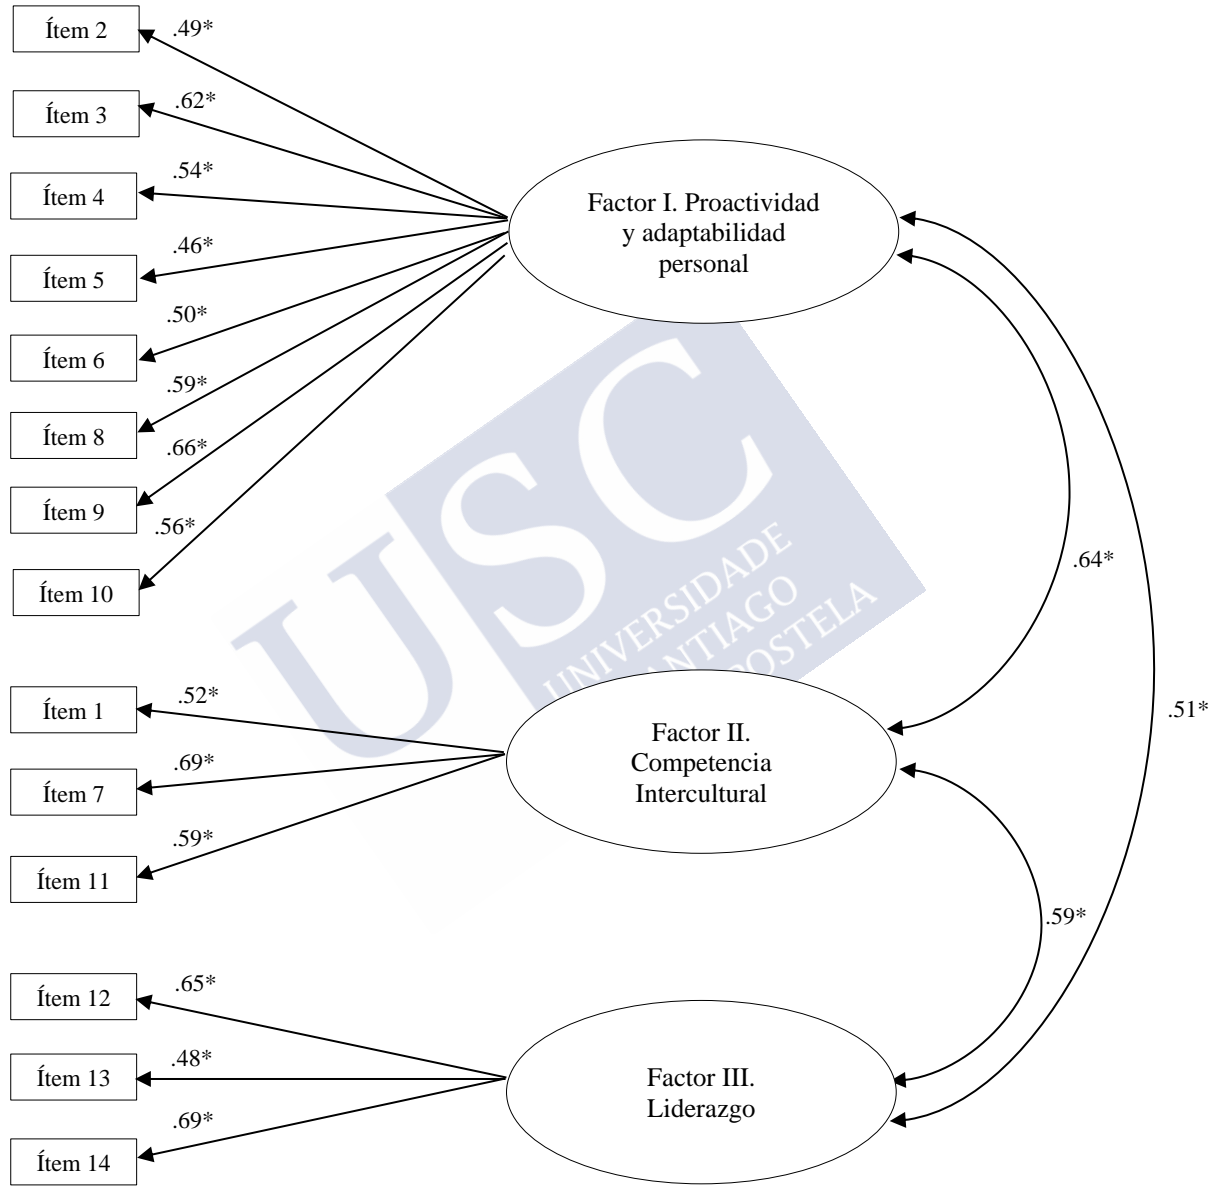 Ítem 2
.49*
Ítem 3
.62*
Ítem 4
.54*
Ítem 5
.46*
Ítem 6
.50*
Ítem 8
.59*
Ítem 9
.66*
Ítem 10
.56*
Factor I. Proactividad
y adaptabilidad
personal
.64*
.51*
USC
UNIVERSIDADE
SANTIAGO
POSTELA
Ítem 1
.52*
Ítem 7
.69*
Ítem 11
.59*
Factor II.
Competencia
Intercultural
.59*
Ítem 12
.65*
Ítem 13
.48*
Ítem 14
.69*
Factor III.
Liderazgo